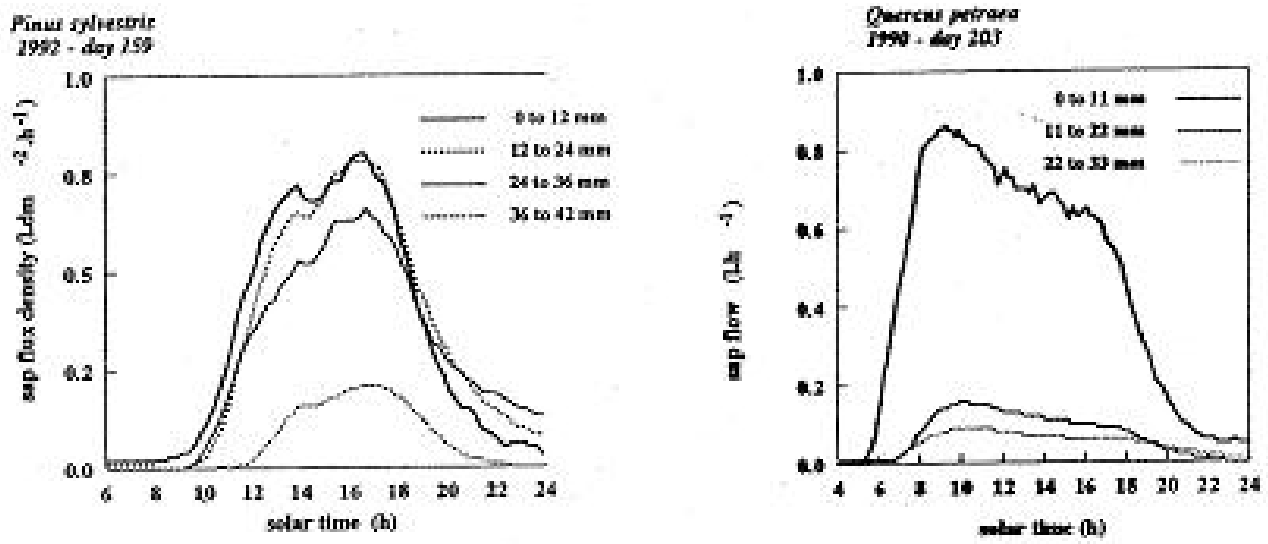 Pinus sylvestris
1992 - day 159
1.0
0.8
0.5
0.2
0.0
sap flux density (Ldm -2.h-1)
0 to 12 mm
12 to 24 mm
24 to 36 mm
36 to 42 mm
6 8 10 12 14 16 18 20 22 24
solar time (h)
Quercus petraea
1990 - day 203
1.0
0.8
0.6
0.4
0.2
0.0
sap flow (Lh -1)
0 to 11 mm
11 to 22 mm
22 to 33 mm
4 6 8 10 12 14 16 18 20 22 24
solar time (h)